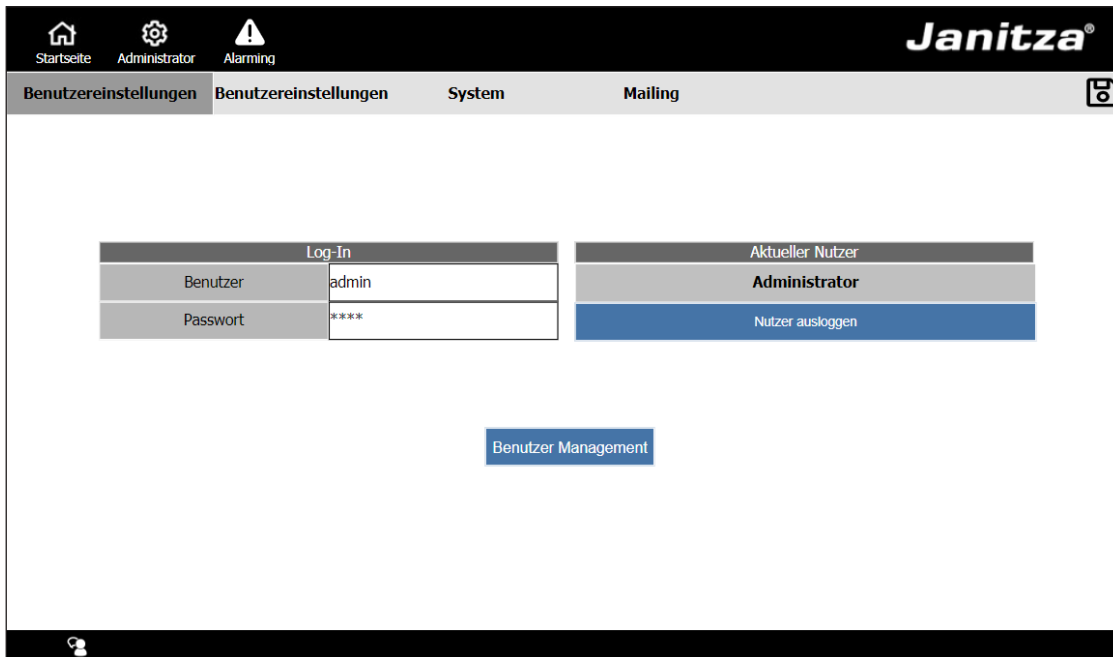 Janitza®
Startseite Administrator Alarming
Benutzereinstellungen Benutzereinstellungen System Mailing
Log-In Aktueller Nutzer
Benutzer admin Administrator
Passwort **** Nutzer ausloggen
Benutzer Management